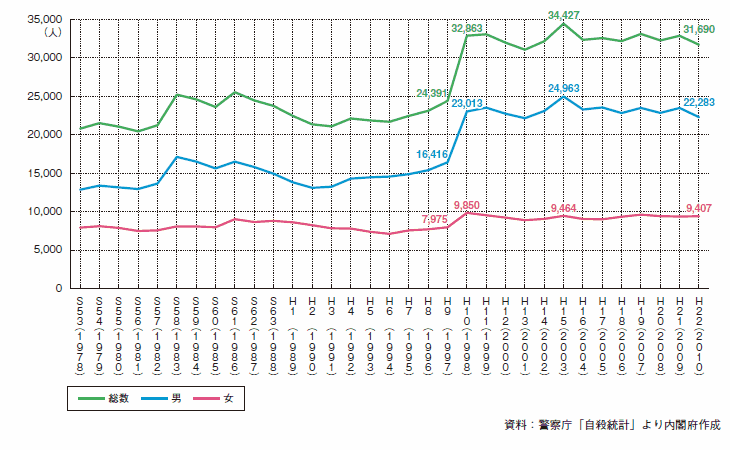 35,000
(人)
30,000
25,000
20,000
15,000
10,000
5,000
0
32,863
34,427
31,690
24,391
23,013
24,963
22,283
16,416
7,975
9,850
9,464
9,407
S53(1978)
S54(1979)
S55(1980)
S56(1981)
S57(1982)
S58(1983)
S60(1985)
S61(1986)
S62(1987)
S63(1988)
H1(1989)
H2(1990)
H3(1991)
H4(1992)
H5(1993)
H6(1994)
H7(1995)
H8(1996)
H9(1997)
H10(1998)
H11(1999)
H12(2000)
H13(2001)
H14(2002)
H15(2003)
H16(2004)
H17(2005)
H18(2006)
H19(2007)
H20(2008)
H21(2009)
H22(2010)
総数 男 女
資料：警察庁「自殺統計」より内閣府作成